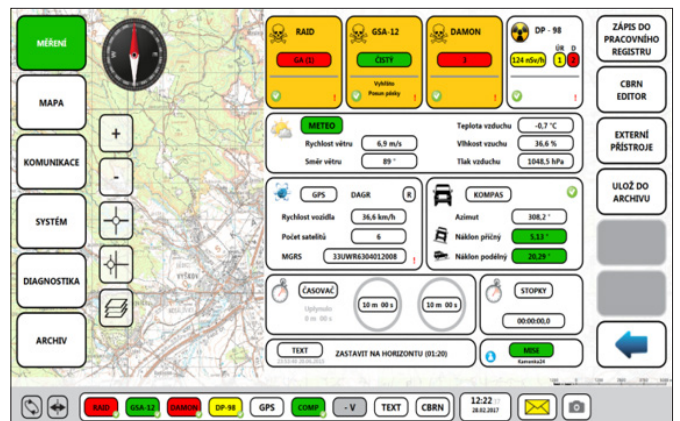 MĚŘENÍ
MAPA
KOMUNIKACE
SYSTÉM
DIAGNOSTIKA
ARCHIV
+
-
RAID
GA (1)
!
GSA-12
ČISTÝ
Vyhřáto
Posun pásky
!
DAMON
3
!
DP - 98
ÚR D
124 nSv/h 1 2
!
METEO
Rychlost větru 6,9 m/s
Směr větru 89 °
Teplota vzduchu -0,7 °C
Vlhkost vzuchu 36,6 %
Tlak vzduchu 1048,5 hPa
GPS DAGR R
Rychlost vozidla 36,6 km/h
Počet satelitů 6
MGRS 33UWR6304012008 !
KOMPAS
Azimut 308,2 °
Náklon příčný 5,13 °
Náklon podélný 20,29 °
ČASOVAČ
Uplynulo
0 m 00 s
10 m 00 s
10 m 00 s
STOPKY
00:00:00,0
TEXT
ZASTAVIT NA HORIZONTU (01:20)
MISE
Kamenka24
ZÁPIS DO
PRACOVNÍHO
REGISTRU
CBRN
EDITOR
EXTERNÍ
PŘÍSTROJE
ULOŽ DO
ARCHIVU
VYŠKOV
RAID GSA-12 DAMON DP-98 GPS COMP - V TEXT CBRN
12:22
28.02.2017